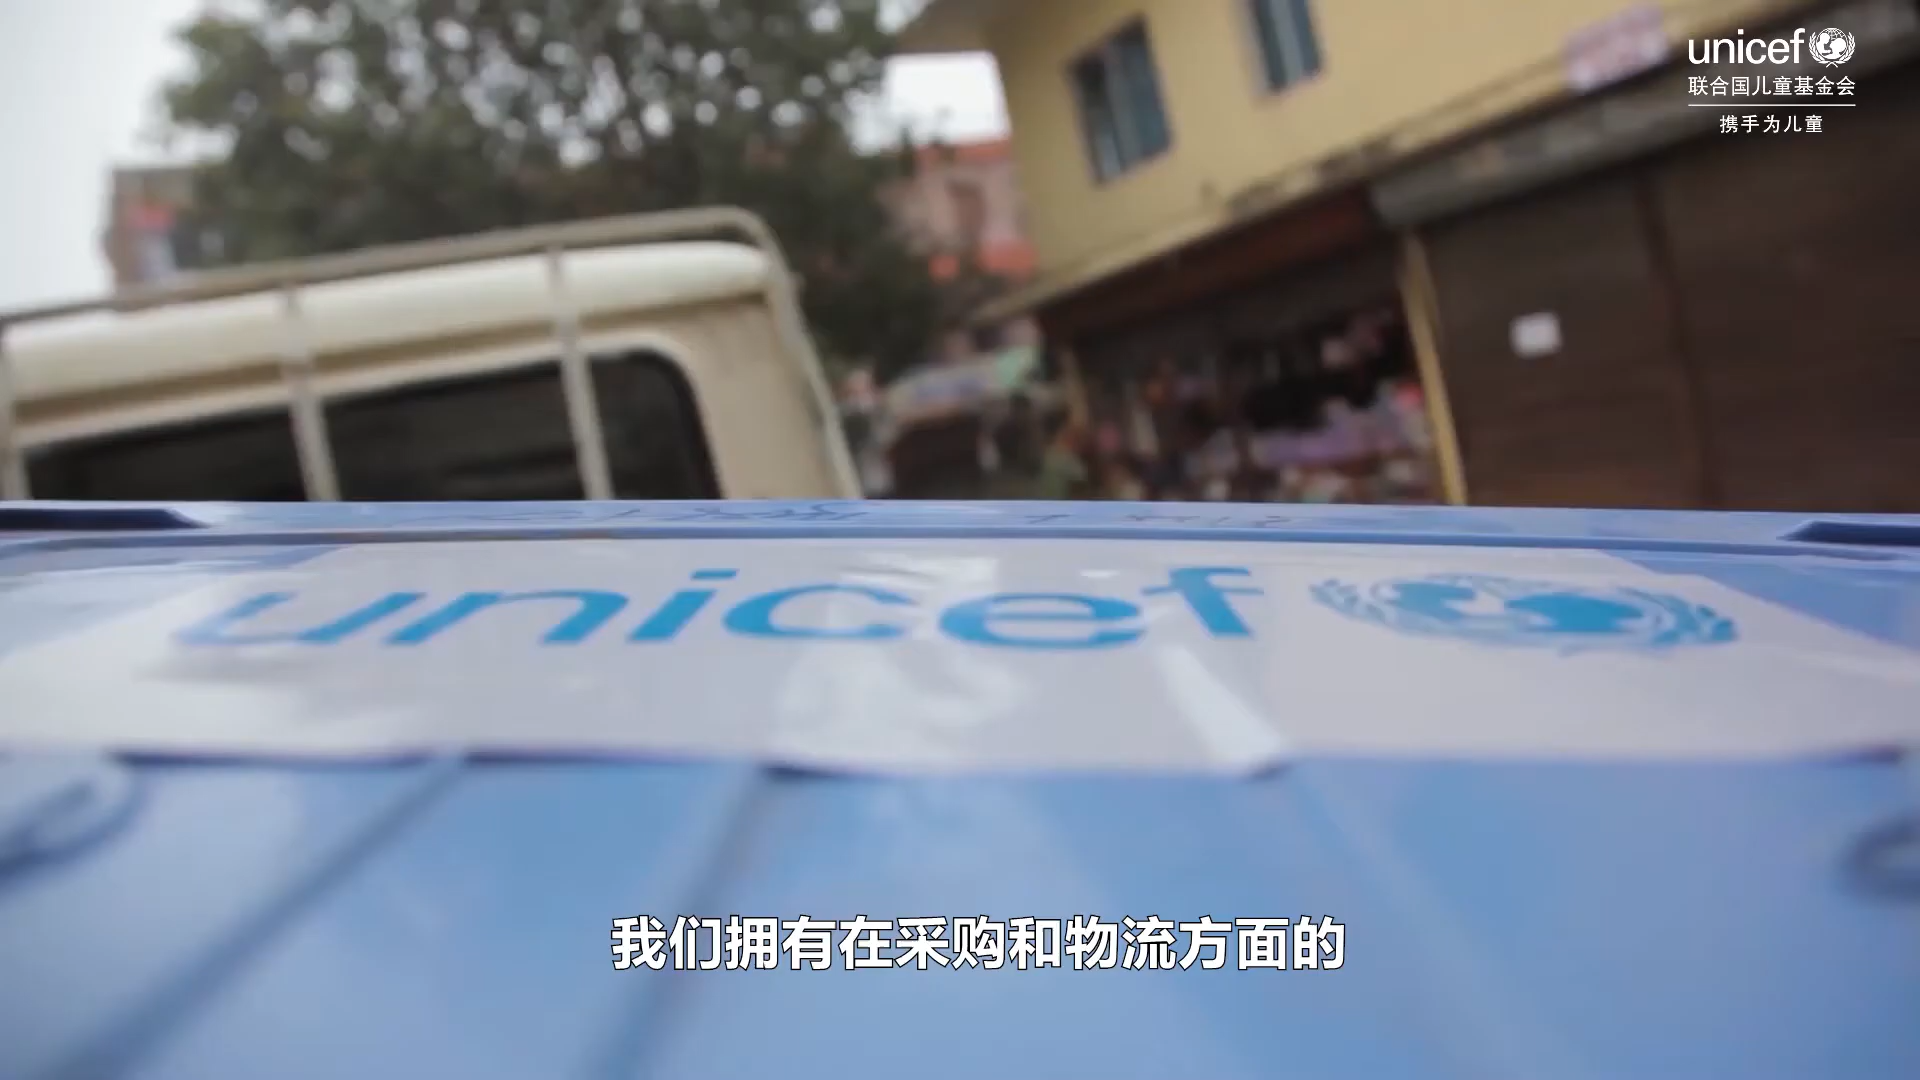 unicef
联合国儿童基金会
携手为儿童
unicef
我们拥有在采购和物流方面的